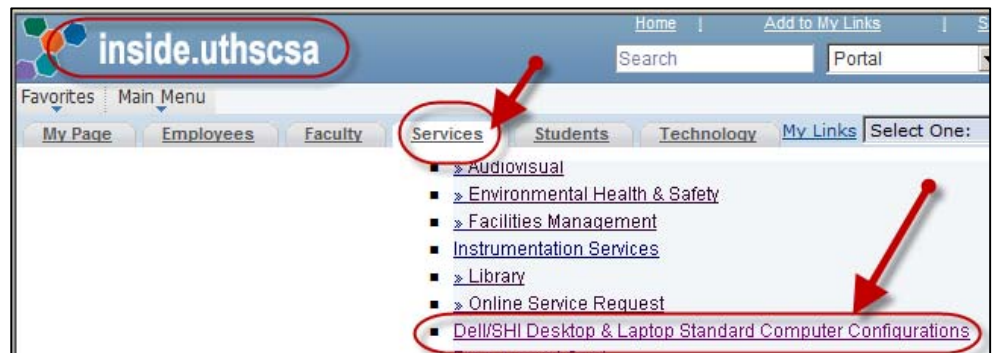 Home | Add to My Links | S
inside.uthscsa
Search Portal
Favorites Main Menu
My Page Employees Faculty Services Students Technology My Links Select One:
» Audiovisual
» Environmental Health & Safety
» Facilities Management
Instrumentation Services
» Library
» Online Service Request
Dell/SHI Desktop & Laptop Standard Computer Configurations